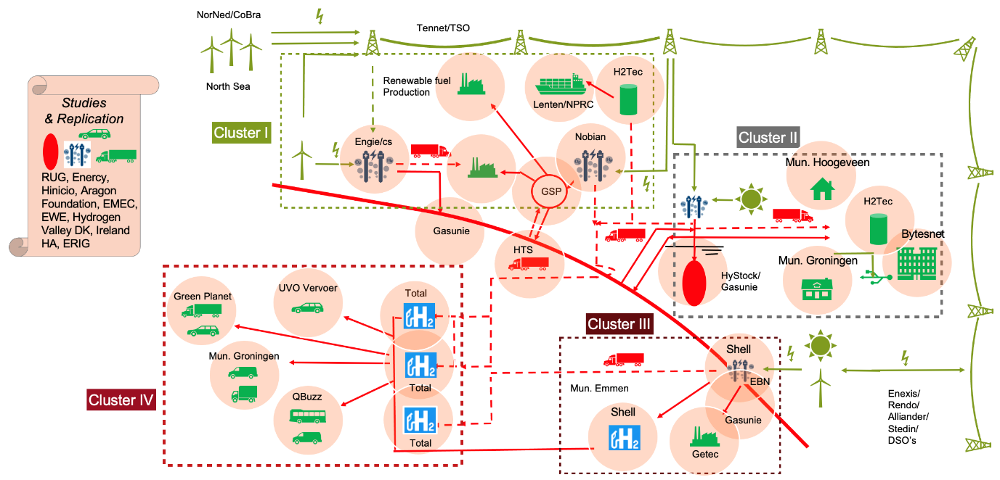 NorNed/CoBra
North Sea
Tennet/TSO
Studies
& Replication
RUG, Enercy,
Hinicio, Aragon
Foundation, EMEC,
EWE, Hydrogen
Valley DK, Ireland
HA, ERIG
Cluster I
Renewable fuel
Production
Lenten/NPRC
H2Tec
Engie/cs
Nobian
GSP
Gasunie
HTS
Cluster II
Mun. Hoogeveen
H2Tec
Bytesnet
Mun. Groningen
HyStock/
Gasunie
Cluster III
Shell
EBN
Mun. Emmen
Gasunie
Shell
H2
Getec
Enexis/
Rendo/
Alliander/
Stedin/
DSO's
Cluster IV
Green Planet
UVO Vervoer
Total
H2
Mun. Groningen
H2
Total
QBuzz
H2
Total